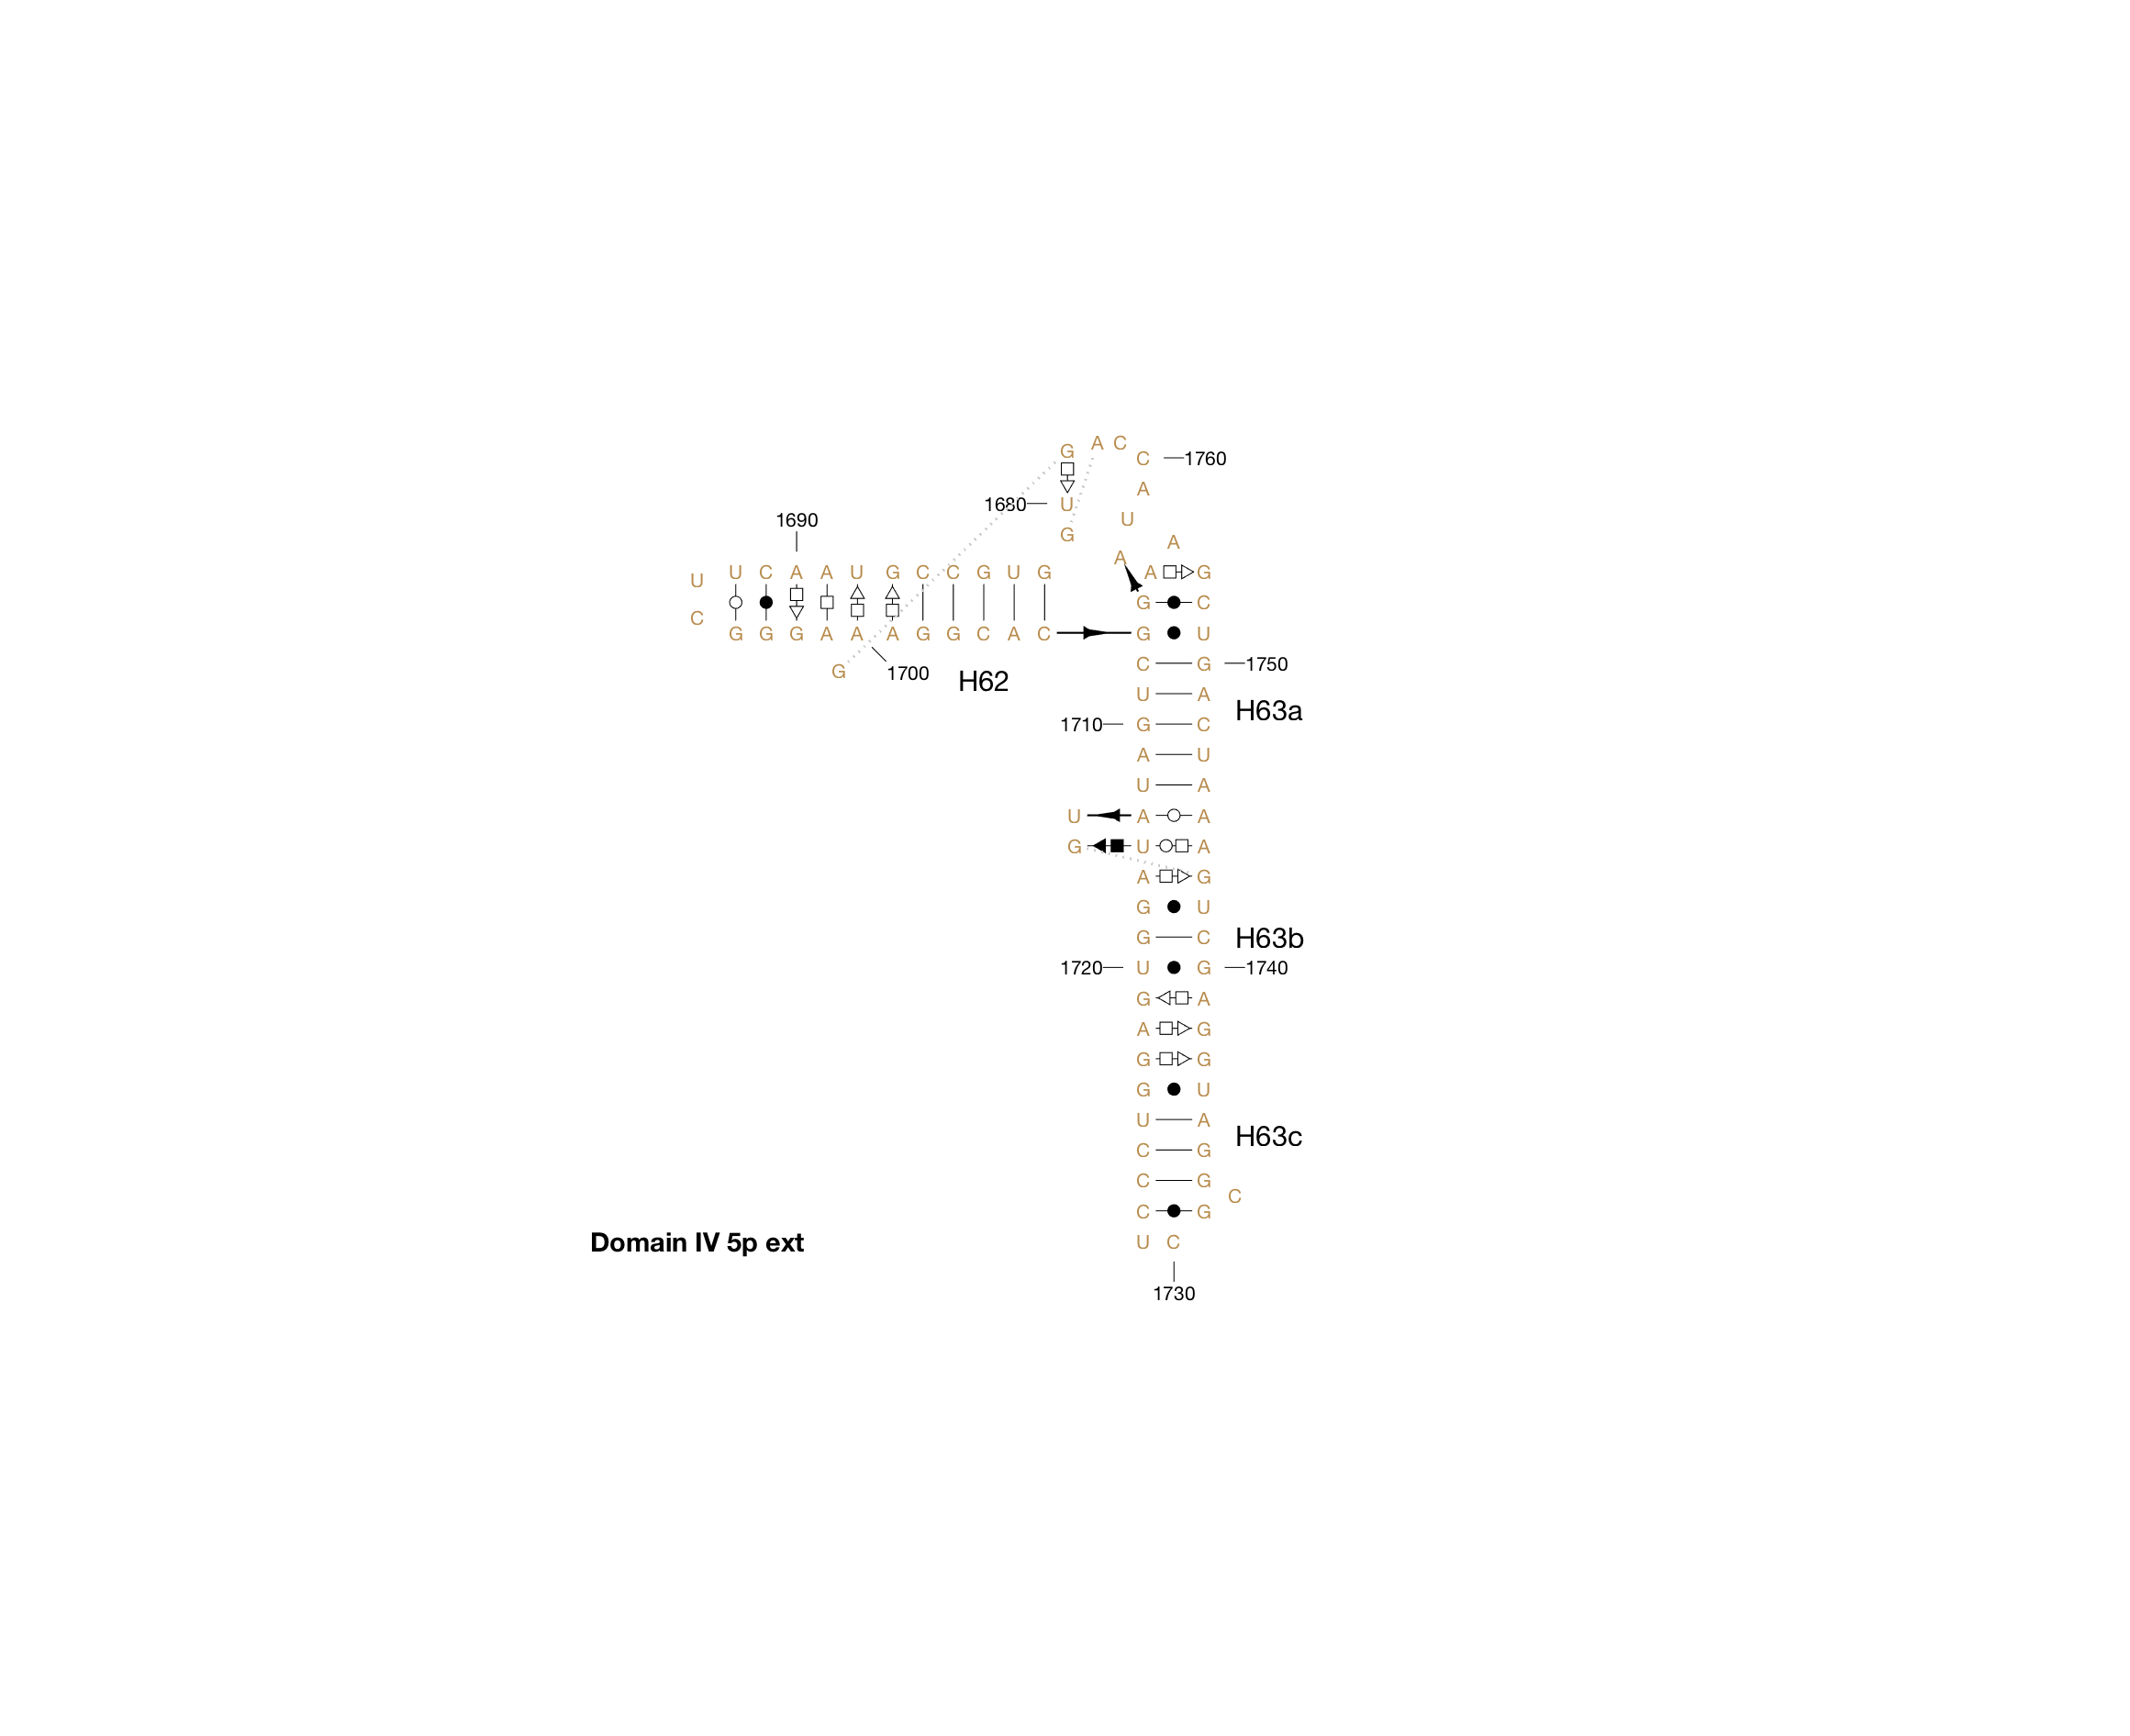 G A C
C 1760
A
1680 U
U
G
A
1690
A
U C A A U G C C G U G
A G
U
G C
C
G G G A A A G G C A C
G U
G 1700
C G 1750
H62
U A
H63a
1710 G C
A U
U A
U A A
G U A
A G
G U
G C
H63b
1720 U G 1740
G A
A G
G G
G U
U A
H63c
C G
C G
C
C G
U C
Domain IV 5p ext
1730